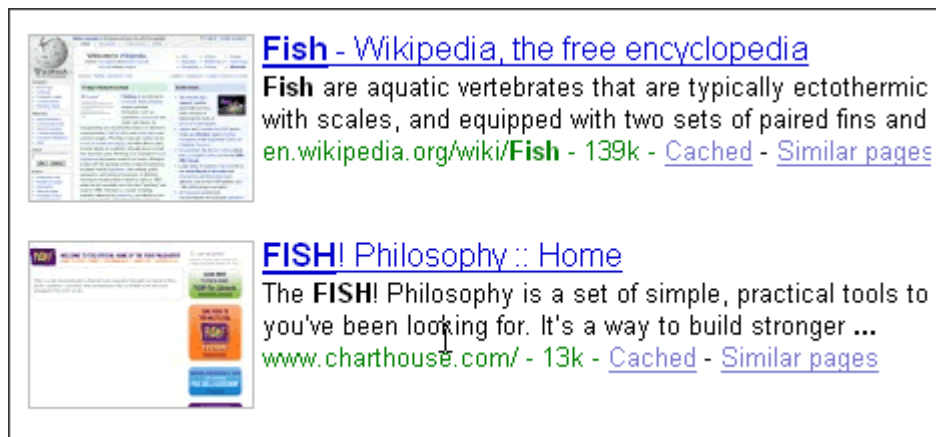 Fish - Wikipedia, the free encyclopedia
Fish are aquatic vertebrates that are typically ectothermic
with scales, and equipped with two sets of paired fins and
en.wikipedia.org/wiki/Fish - 139k - Cached - Similar pages
FISH! Philosophy :: Home
The FISH! Philosophy is a set of simple, practical tools to
you've been looking for. It's a way to build stronger ...
www.charthouse.com/ - 13k - Cached - Similar pages